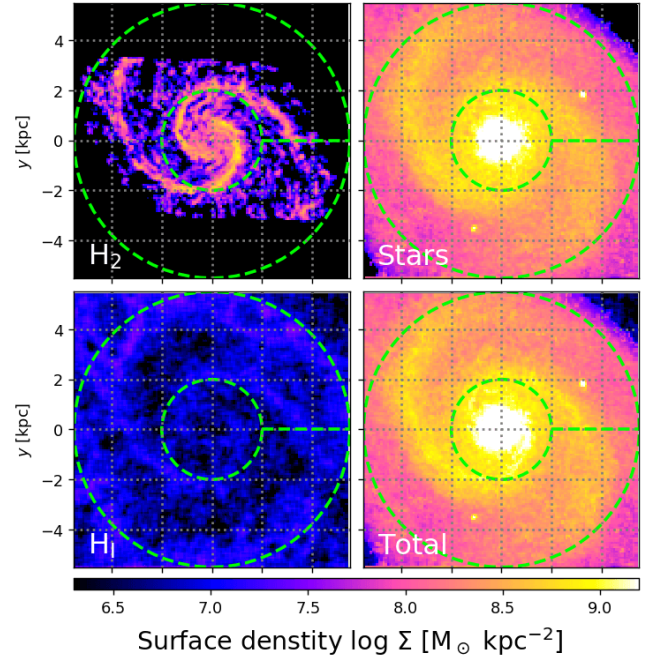 4
2
0
−2
−4
y [kpc]
H₂
Stars
4
2
0
−2
−4
y [kpc]
H_I
Total
6.5 7.0 7.5 8.0 8.5 9.0
Surface denstity log Σ [M⊙ kpc⁻²]